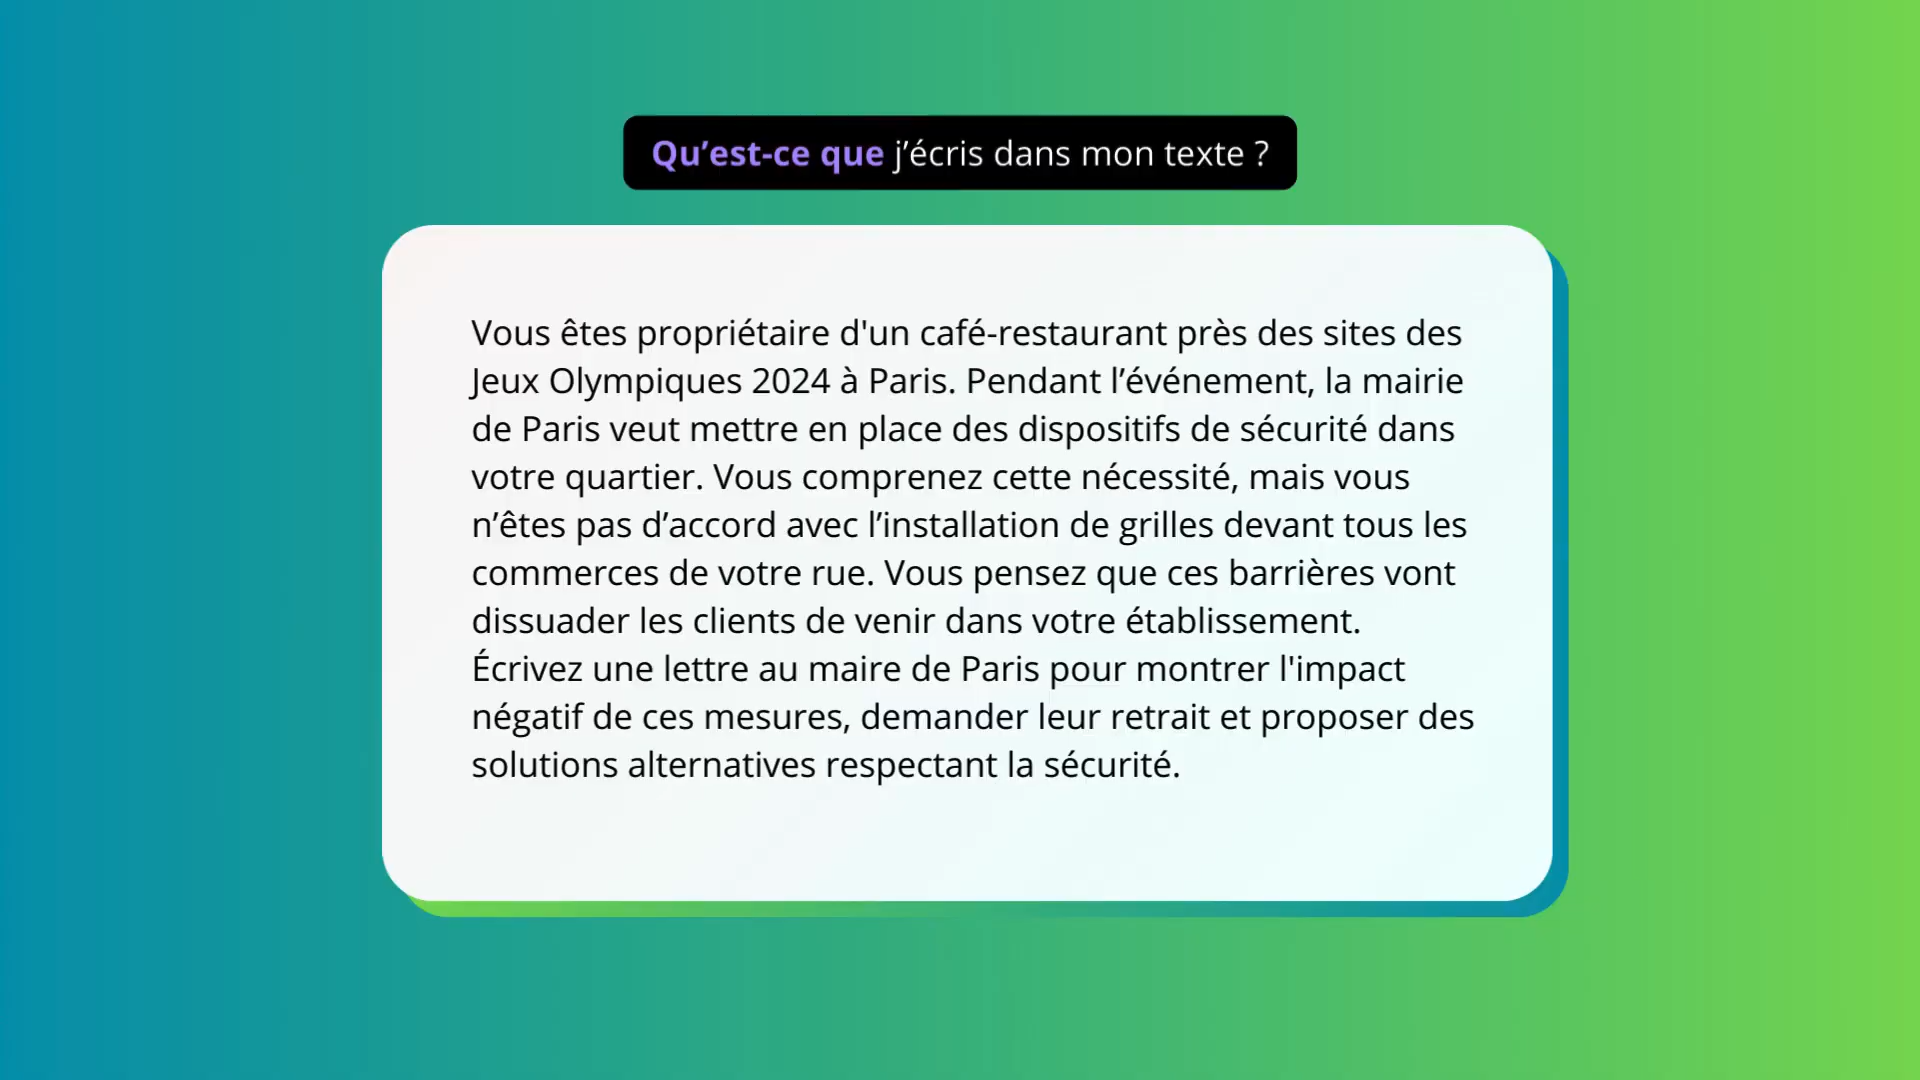 Qu’est-ce que j’écris dans mon texte ?
Vous êtes propriétaire d'un café-restaurant près des sites des
Jeux Olympiques 2024 à Paris. Pendant l’événement, la mairie
de Paris veut mettre en place des dispositifs de sécurité dans
votre quartier. Vous comprenez cette nécessité, mais vous
n’êtes pas d’accord avec l’installation de grilles devant tous les
commerces de votre rue. Vous pensez que ces barrières vont
dissuader les clients de venir dans votre établissement.
Écrivez une lettre au maire de Paris pour montrer l'impact
négatif de ces mesures, demander leur retrait et proposer des
solutions alternatives respectant la sécurité.